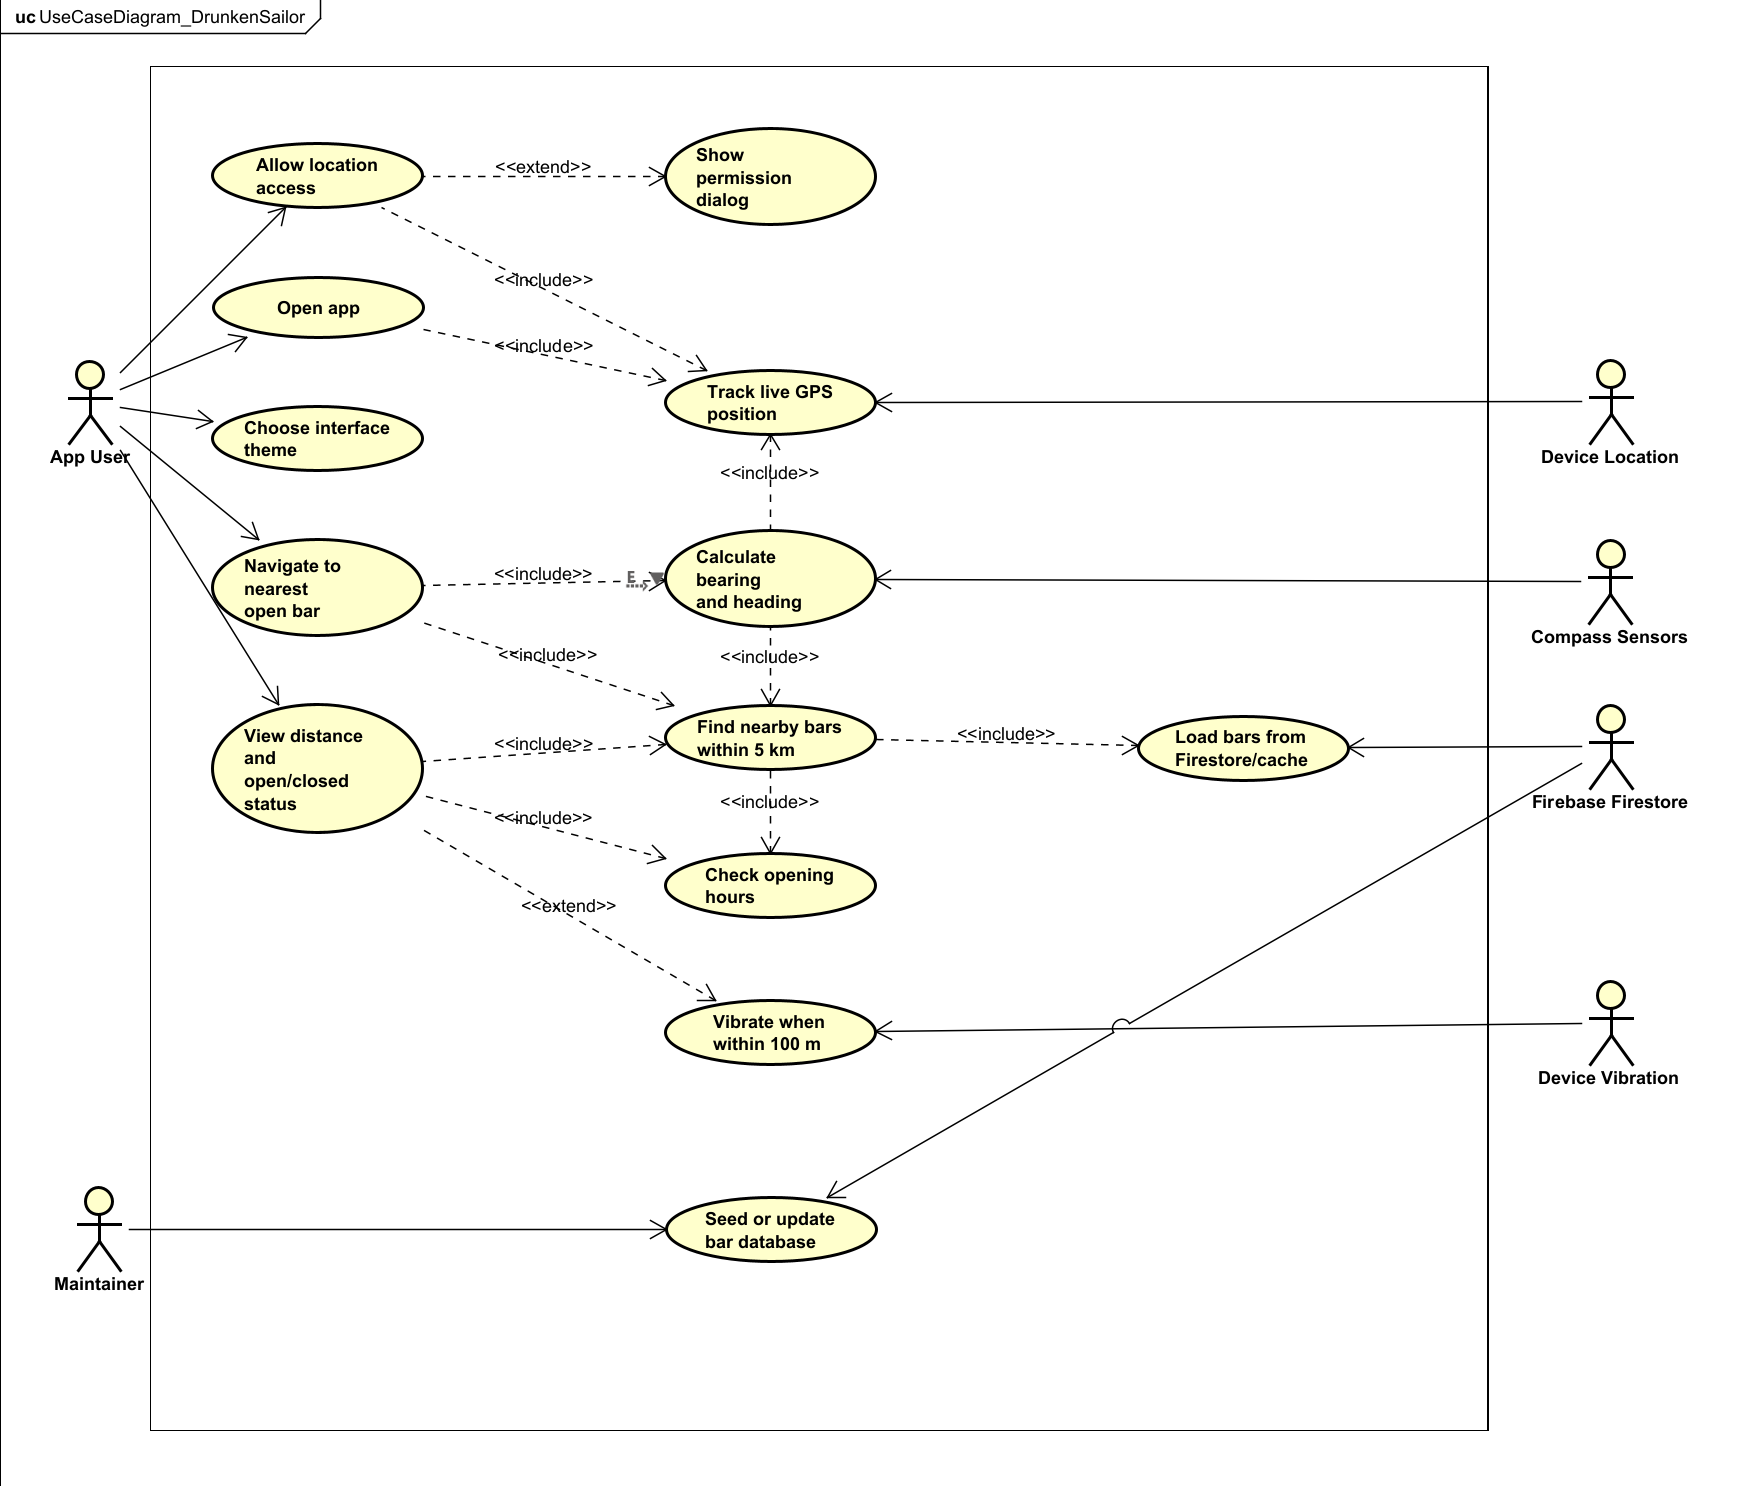 uc UseCaseDiagram_DrunkenSailor
Allow location
access
<<extend>>
Show
permission
dialog
<<include>>
Open app
<<include>>
Track live GPS
position
Choose interface
theme
App User
Device Location
<<include>>
Navigate to
nearest
open bar
<<include>>
E
Calculate
bearing
and heading
Compass Sensors
<<include>>
<<include>>
View distance
and
open/closed
status
<<include>>
Find nearby bars
within 5 km
<<include>>
Load bars from
Firestore/cache
Firebase Firestore
<<include>>
<<include>>
Check opening
hours
<<extend>>
Vibrate when
within 100 m
Device Vibration
Seed or update
bar database
Maintainer